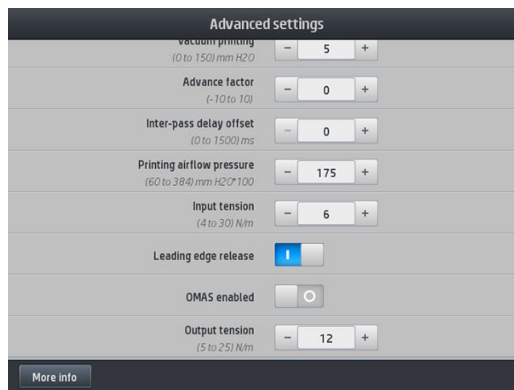 Advanced settings
Vacuum printing
(0 to 150) mm H2O
- 5 +
Advance factor
(-10 to 10)
- 0 +
Inter-pass delay offset
(0 to 1500) ms
- 0 +
Printing airflow pressure
(60 to 384) mm H2O*100
- 175 +
Input tension
(4 to 30) N/m
- 6 +
Leading edge release
OMAS enabled
Output tension
(5 to 25) N/m
- 12 +
More info